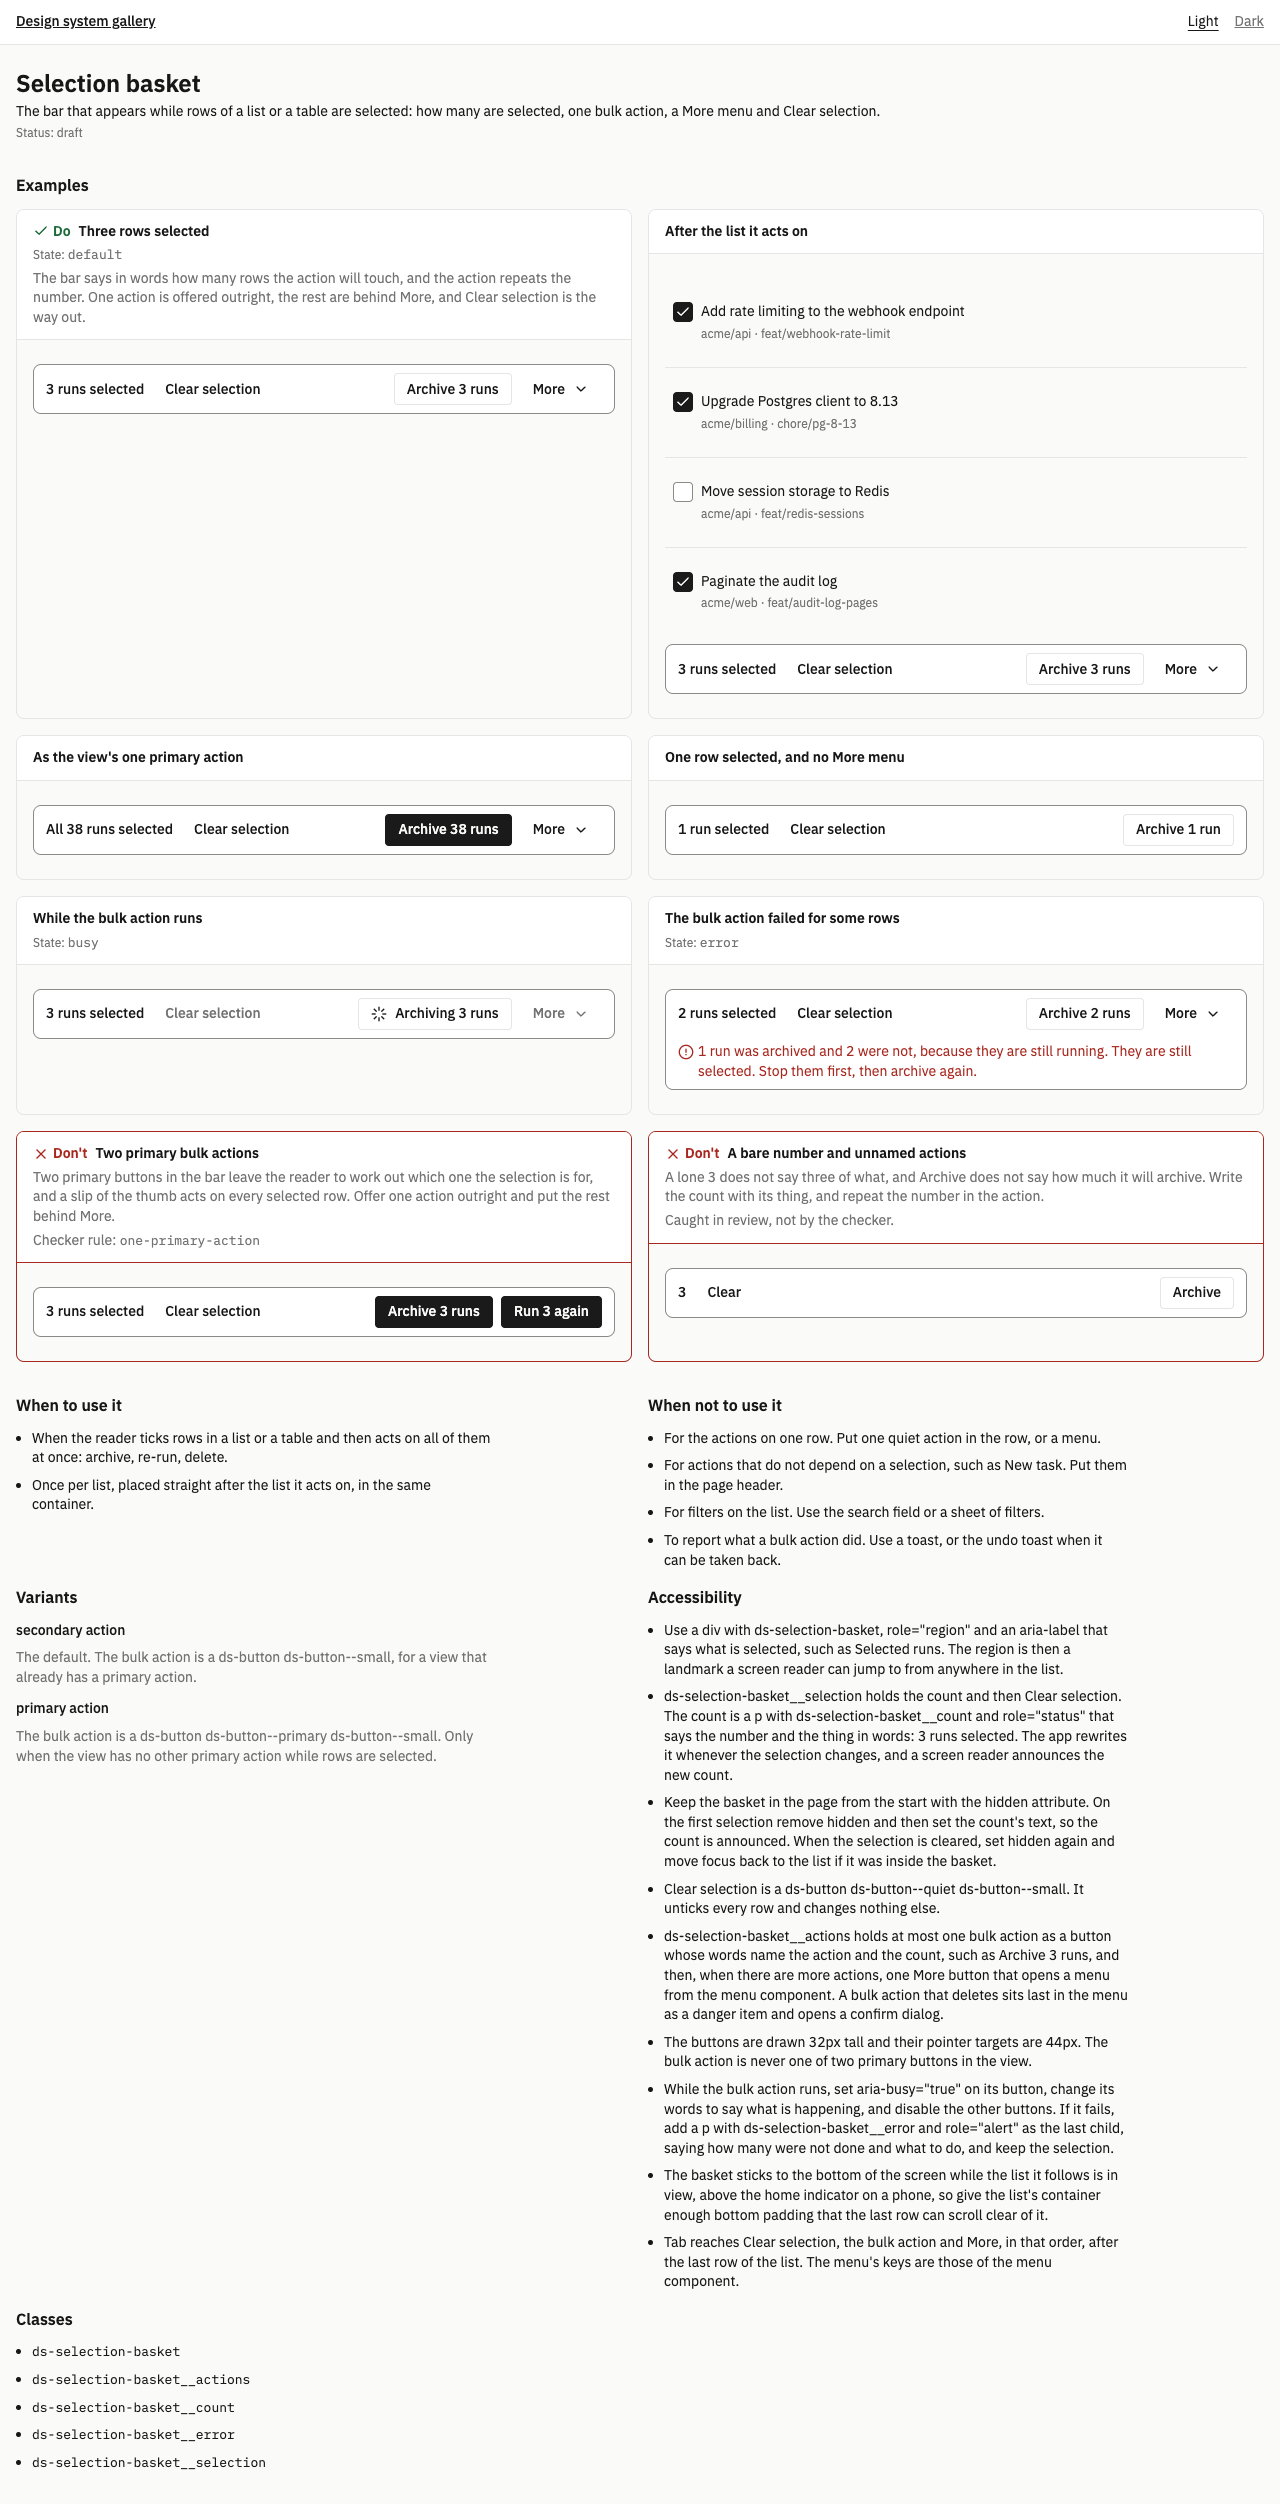 Design system gallery
Light
Dark
Selection basket
The bar that appears while rows of a list or a table are selected: how many are selected, one bulk action, a More menu and Clear selection.
Status: draft
Examples
Do Three rows selected
State: default
The bar says in words how many rows the action will touch, and the action repeats the
number. One action is offered outright, the rest are behind More, and Clear selection is the
way out.
3 runs selected Clear selection Archive 3 runs More
After the list it acts on
Add rate limiting to the webhook endpoint
acme/api · feat/webhook-rate-limit
Upgrade Postgres client to 8.13
acme/billing · chore/pg-8-13
Move session storage to Redis
acme/api · feat/redis-sessions
Paginate the audit log
acme/web · feat/audit-log-pages
3 runs selected Clear selection Archive 3 runs More
As the view's one primary action
All 38 runs selected Clear selection Archive 38 runs More
One row selected, and no More menu
1 run selected Clear selection Archive 1 run
While the bulk action runs
State: busy
3 runs selected Clear selection Archiving 3 runs More
The bulk action failed for some rows
State: error
2 runs selected Clear selection Archive 2 runs More
1 run was archived and 2 were not, because they are still running. They are still
selected. Stop them first, then archive again.
Don't Two primary bulk actions
Two primary buttons in the bar leave the reader to work out which one the selection is for,
and a slip of the thumb acts on every selected row. Offer one action outright and put the rest
behind More.
Checker rule: one-primary-action
3 runs selected Clear selection Archive 3 runs Run 3 again
Don't A bare number and unnamed actions
A lone 3 does not say three of what, and Archive does not say how much it will archive. Write
the count with its thing, and repeat the number in the action.
Caught in review, not by the checker.
3 Clear Archive
When to use it
When the reader ticks rows in a list or a table and then acts on all of them
at once: archive, re-run, delete.
Once per list, placed straight after the list it acts on, in the same
container.
When not to use it
For the actions on one row. Put one quiet action in the row, or a menu.
For actions that do not depend on a selection, such as New task. Put them
in the page header.
For filters on the list. Use the search field or a sheet of filters.
To report what a bulk action did. Use a toast, or the undo toast when it
can be taken back.
Variants
secondary action
The default. The bulk action is a ds-button ds-button--small, for a view that
already has a primary action.
primary action
The bulk action is a ds-button ds-button--primary ds-button--small. Only
when the view has no other primary action while rows are selected.
Accessibility
Use a div with ds-selection-basket, role="region" and an aria-label that
says what is selected, such as Selected runs. The region is then a
landmark a screen reader can jump to from anywhere in the list.
ds-selection-basket__selection holds the count and then Clear selection.
The count is a p with ds-selection-basket__count and role="status" that
says the number and the thing in words: 3 runs selected. The app rewrites
it whenever the selection changes, and a screen reader announces the
new count.
Keep the basket in the page from the start with the hidden attribute. On
the first selection remove hidden and then set the count's text, so the
count is announced. When the selection is cleared, set hidden again and
move focus back to the list if it was inside the basket.
Clear selection is a ds-button ds-button--quiet ds-button--small. It
unticks every row and changes nothing else.
ds-selection-basket__actions holds at most one bulk action as a button
whose words name the action and the count, such as Archive 3 runs, and
then, when there are more actions, one More button that opens a menu
from the menu component. A bulk action that deletes sits last in the menu
as a danger item and opens a confirm dialog.
The buttons are drawn 32px tall and their pointer targets are 44px. The
bulk action is never one of two primary buttons in the view.
While the bulk action runs, set aria-busy="true" on its button, change its
words to say what is happening, and disable the other buttons. If it fails,
add a p with ds-selection-basket__error and role="alert" as the last child,
saying how many were not done and what to do, and keep the selection.
The basket sticks to the bottom of the screen while the list it follows is in
view, above the home indicator on a phone, so give the list's container
enough bottom padding that the last row can scroll clear of it.
Tab reaches Clear selection, the bulk action and More, in that order, after
the last row of the list. The menu's keys are those of the menu
component.
Classes
ds-selection-basket
ds-selection-basket__actions
ds-selection-basket__count
ds-selection-basket__error
ds-selection-basket__selection